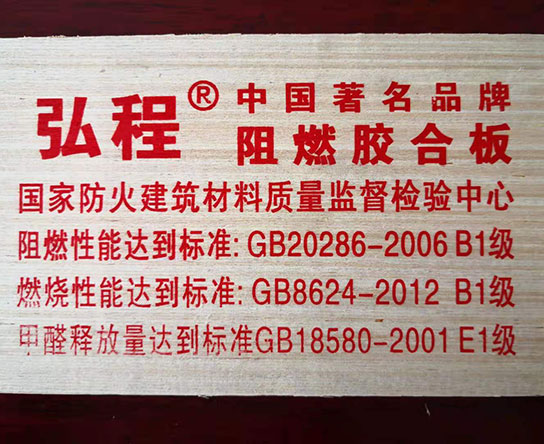 弘程® 中国著名品牌
阻燃胶合板
国家防火建筑材料质量监督检验中心
阻燃性能达到标准:GB20286-2006 B1级
燃烧性能达到标准:GB8624-2012 B1级
甲醛释放量达到标准GB18580-2001 E1级